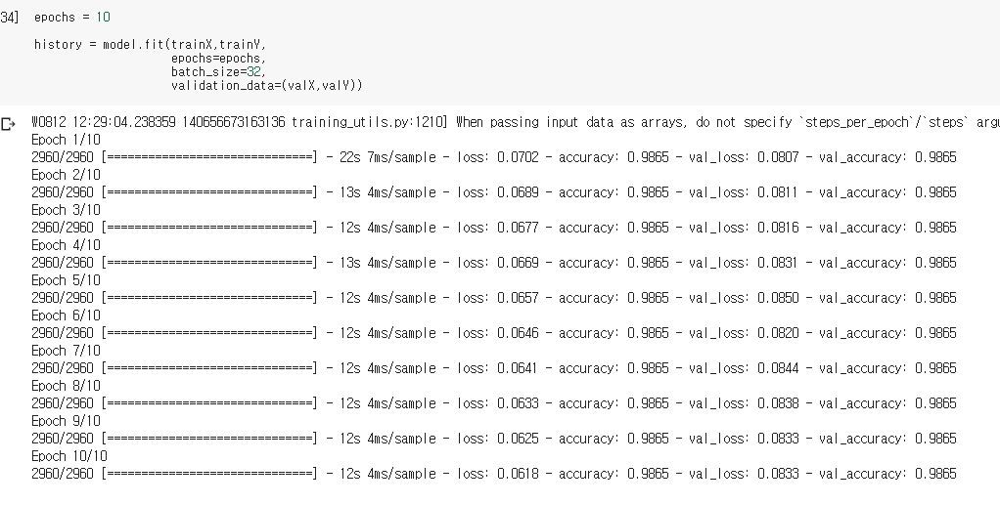 34] epochs = 10
history = model.fit(trainX,trainY,
epochs=epochs,
batch_size=32,
validation_data=(valX,valY))
W0812 12:29:04.238359 140656673163136 training_utils.py:1210] When passing input data as arrays, do not specify `steps_per_epoch`/`steps` argu
Epoch 1/10
2960/2960 [==============================] - 22s 7ms/sample - loss: 0.0702 - accuracy: 0.9865 - val_loss: 0.0807 - val_accuracy: 0.9865
Epoch 2/10
2960/2960 [==============================] - 13s 4ms/sample - loss: 0.0689 - accuracy: 0.9865 - val_loss: 0.0811 - val_accuracy: 0.9865
Epoch 3/10
2960/2960 [==============================] - 12s 4ms/sample - loss: 0.0677 - accuracy: 0.9865 - val_loss: 0.0816 - val_accuracy: 0.9865
Epoch 4/10
2960/2960 [==============================] - 13s 4ms/sample - loss: 0.0669 - accuracy: 0.9865 - val_loss: 0.0831 - val_accuracy: 0.9865
Epoch 5/10
2960/2960 [==============================] - 12s 4ms/sample - loss: 0.0657 - accuracy: 0.9865 - val_loss: 0.0850 - val_accuracy: 0.9865
Epoch 6/10
2960/2960 [==============================] - 12s 4ms/sample - loss: 0.0646 - accuracy: 0.9865 - val_loss: 0.0820 - val_accuracy: 0.9865
Epoch 7/10
2960/2960 [==============================] - 12s 4ms/sample - loss: 0.0641 - accuracy: 0.9865 - val_loss: 0.0844 - val_accuracy: 0.9865
Epoch 8/10
2960/2960 [==============================] - 12s 4ms/sample - loss: 0.0633 - accuracy: 0.9865 - val_loss: 0.0838 - val_accuracy: 0.9865
Epoch 9/10
2960/2960 [==============================] - 12s 4ms/sample - loss: 0.0625 - accuracy: 0.9865 - val_loss: 0.0833 - val_accuracy: 0.9865
Epoch 10/10
2960/2960 [==============================] - 12s 4ms/sample - loss: 0.0618 - accuracy: 0.9865 - val_loss: 0.0833 - val_accuracy: 0.9865